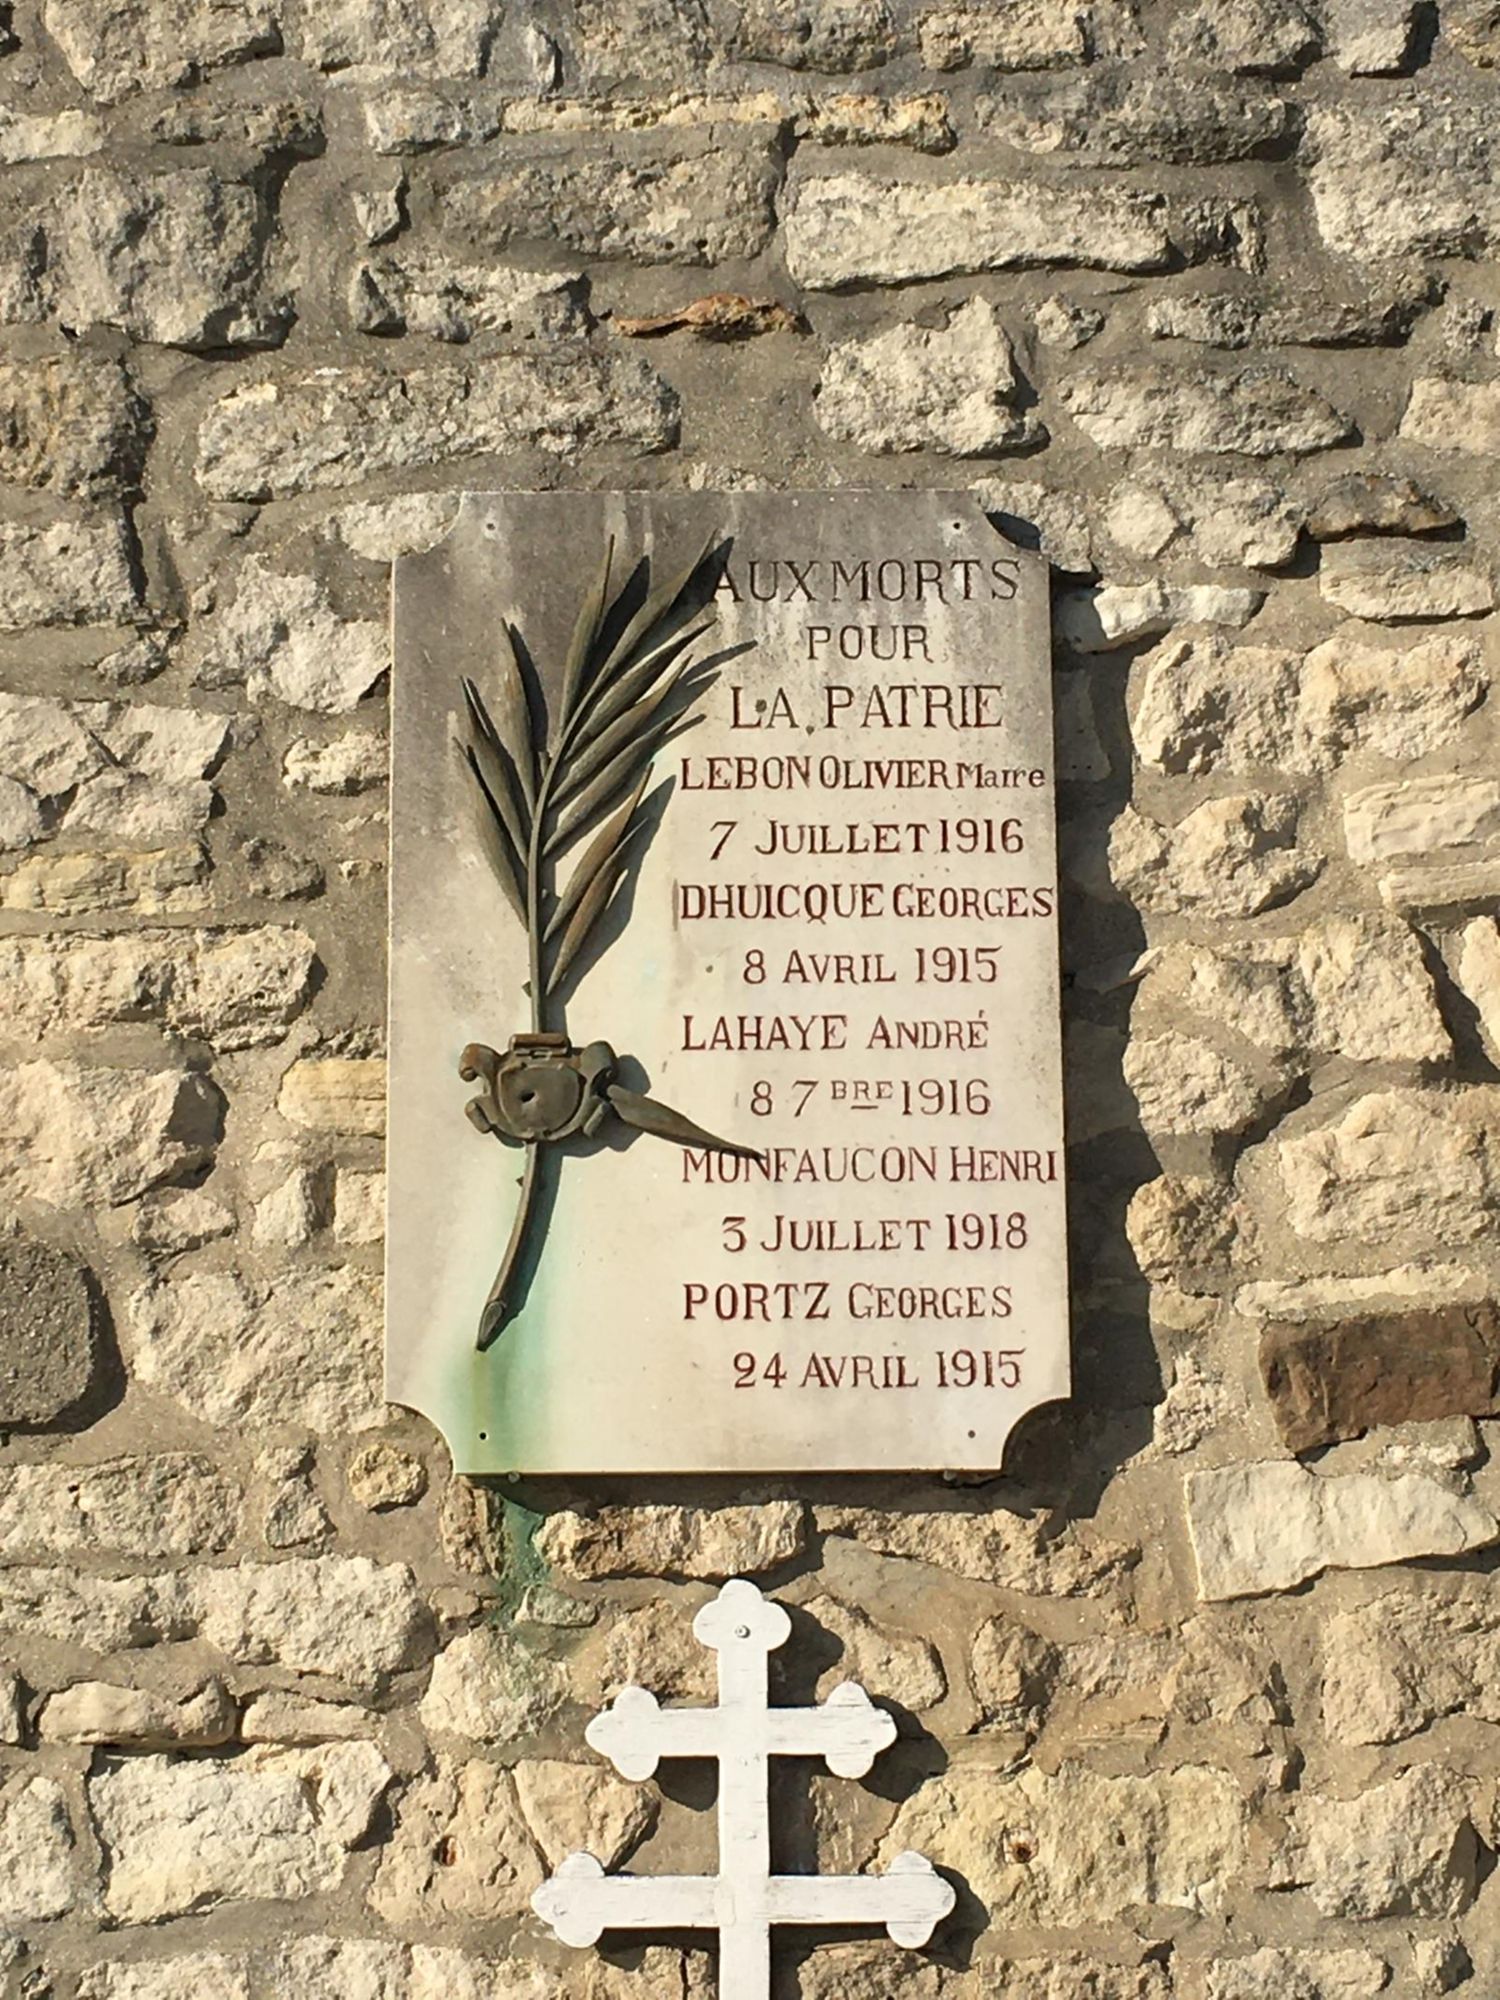 AUX MORTS
POUR
LA PATRIE
LEBON OLIVIER Maire
7 JUILLET 1916
DHUICQUE GEORGES
8 AVRIL 1915
LAHAYE ANDRÉ
8 7BRE 1916
MONFAUCON HENRI
3 JUILLET 1918
PORTZ GEORGES
24 AVRIL 1915